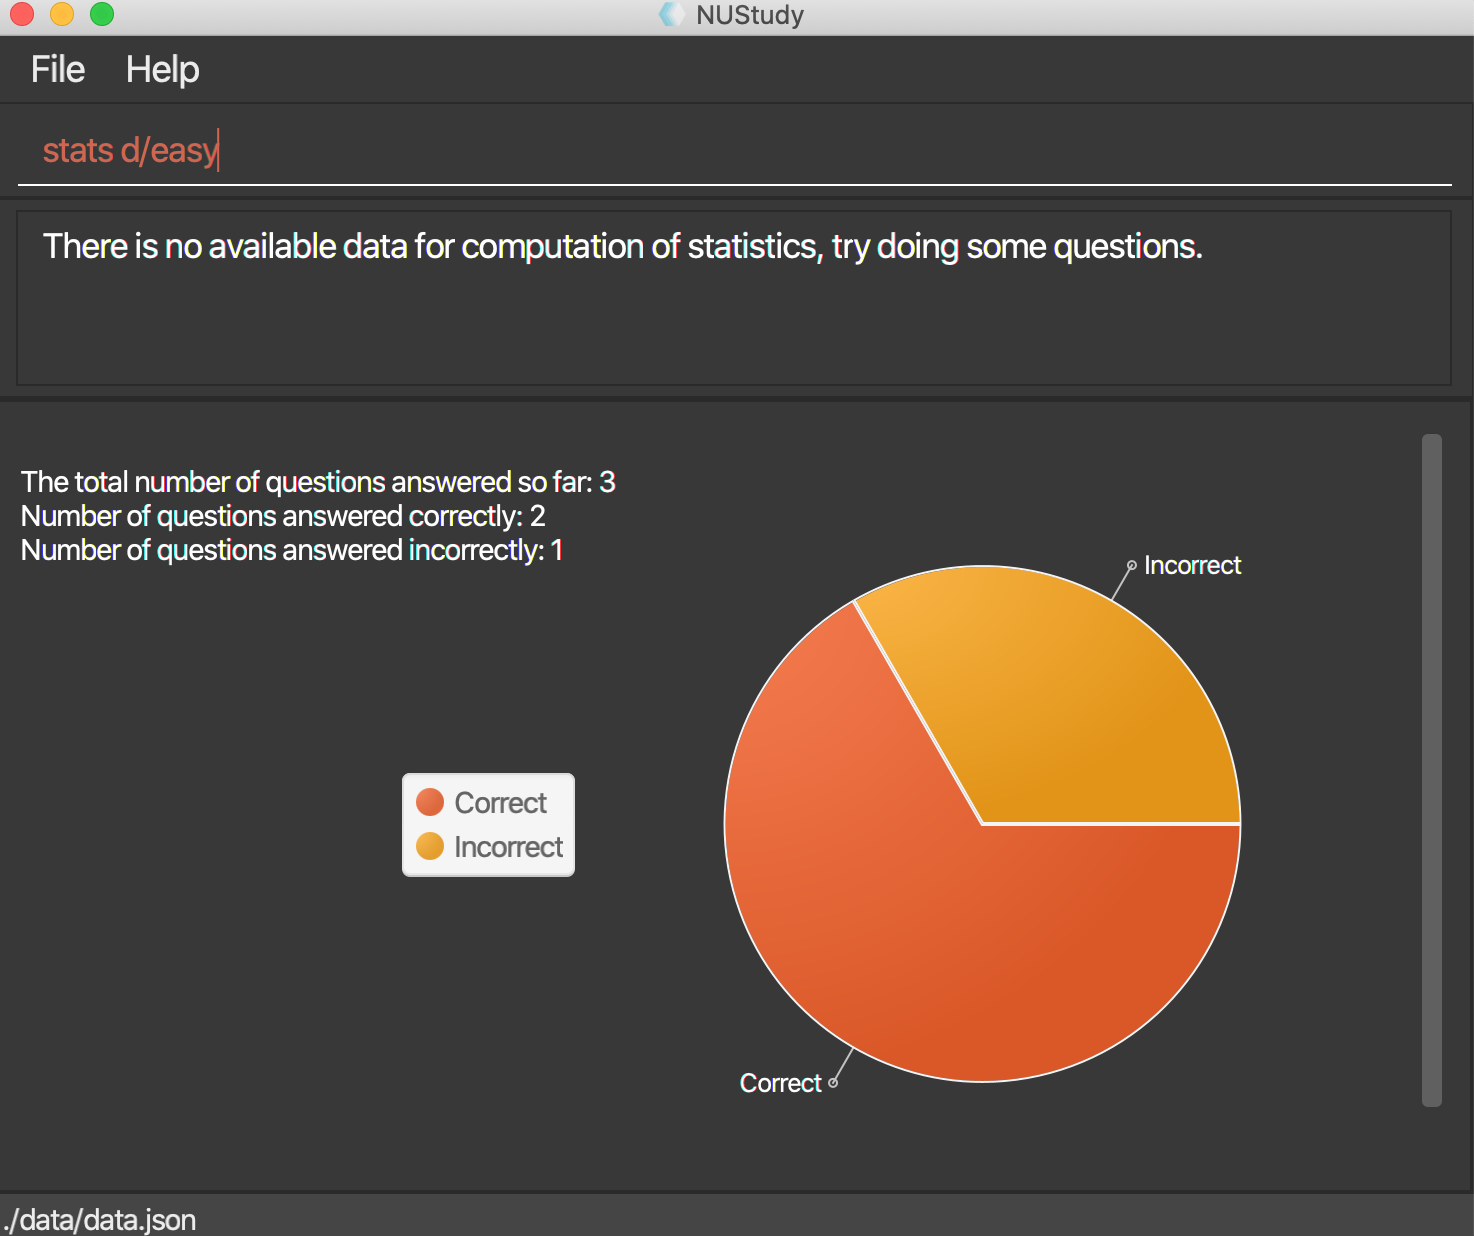 NUStudy
File Help
stats d/easy
There is no available data for computation of statistics, try doing some questions.
The total number of questions answered so far: 3
Number of questions answered correctly: 2
Number of questions answered incorrectly: 1
Incorrect
Correct
Incorrect
Correct
./data/data.json